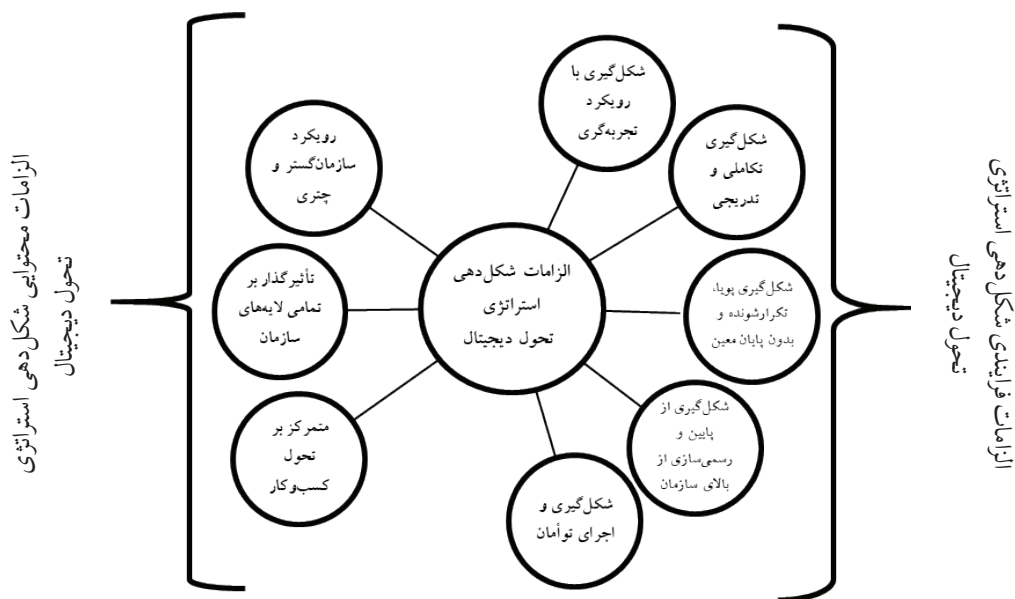 الزامات فرایندی شکل‌دهی استراتژی
تحول دیجیتال
شکل‌گیری با
رویکرد
تجربه‌گری
شکل‌گیری
تکاملی و
تدریجی
شکل‌گیری پویا،
تکرارشونده و
بدون پایان معین
شکل‌گیری از
پایین و
رسمی‌سازی از
بالای سازمان
شکل‌گیری و
اجرای توأمان
الزامات شکل‌دهی
استراتژی
تحول دیجیتال
رویکرد
سازمان‌گستر و
چتری
تأثیرگذار بر
تمامی لایه‌های
سازمان
متمرکز بر
تحول
کسب‌وکار
الزامات محتوایی شکل‌دهی استراتژی
تحول دیجیتال